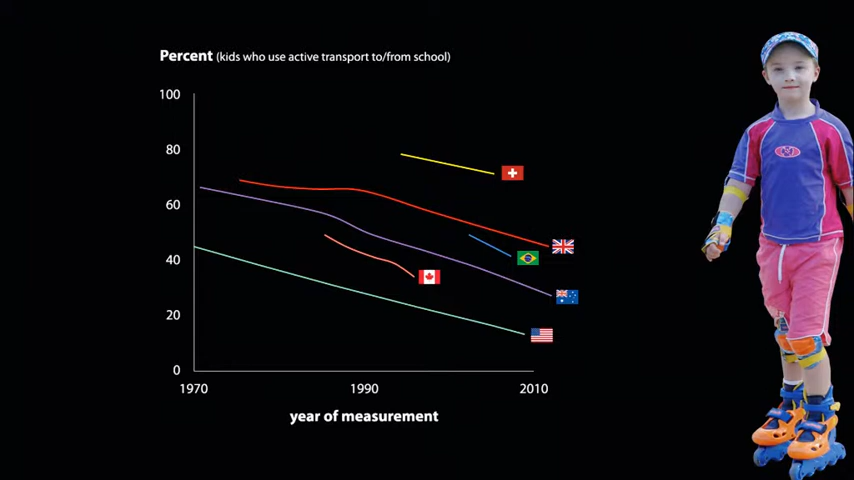 Percent (kids who use active transport to/from school)
100
80
60
40
20
0
1970 1990 2010
year of measurement